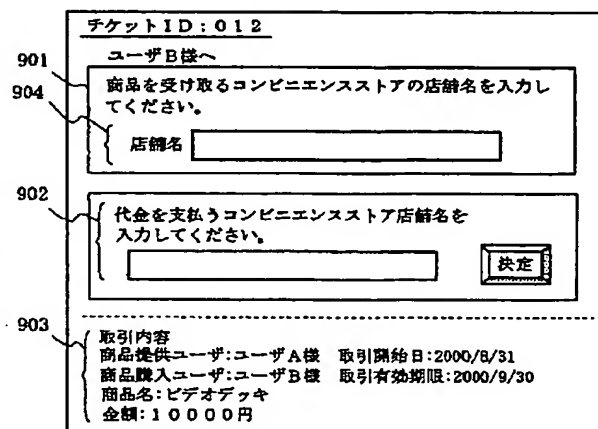 チケットID:012
ユーザB様へ
901
商品を受け取るコンビニエンスストアの店舗名を入力し
てください。
904
店舗名
902
代金を支払うコンビニエンスストア店舗名を
入力してください。
決定
903
取引内容
商品提供ユーザ:ユーザA様 取引開始日:2000/8/31
商品購入ユーザ:ユーザB様 取引有効期限:2000/9/30
商品名:ビデオデッキ
金額:10000円